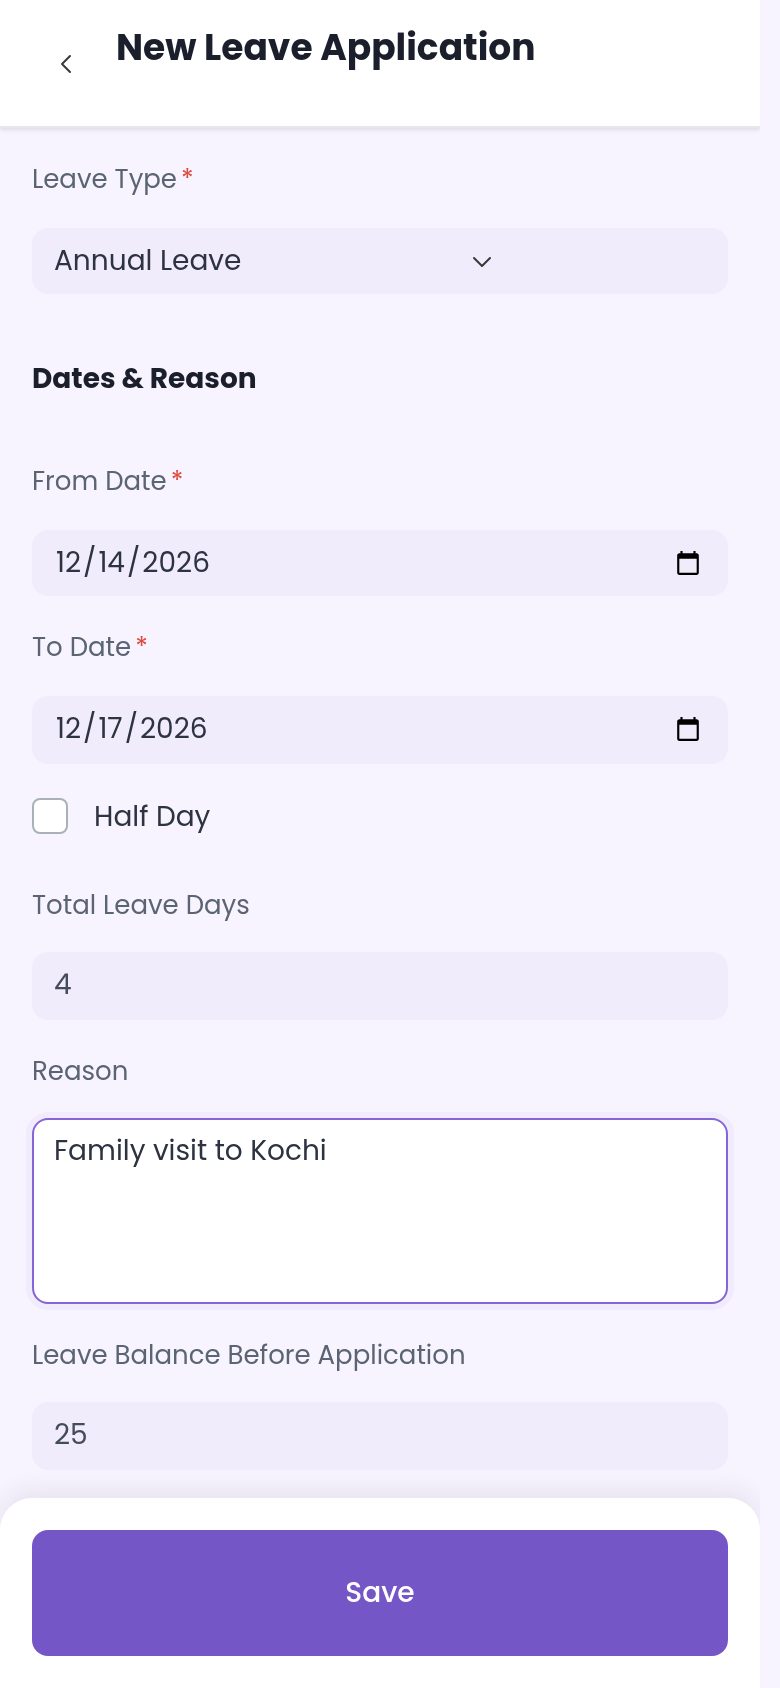 New Leave Application
Leave Type *
Annual Leave
Dates & Reason
From Date *
12/14/2026
To Date *
12/17/2026
Half Day
Total Leave Days
4
Reason
Family visit to Kochi
Leave Balance Before Application
25
Save